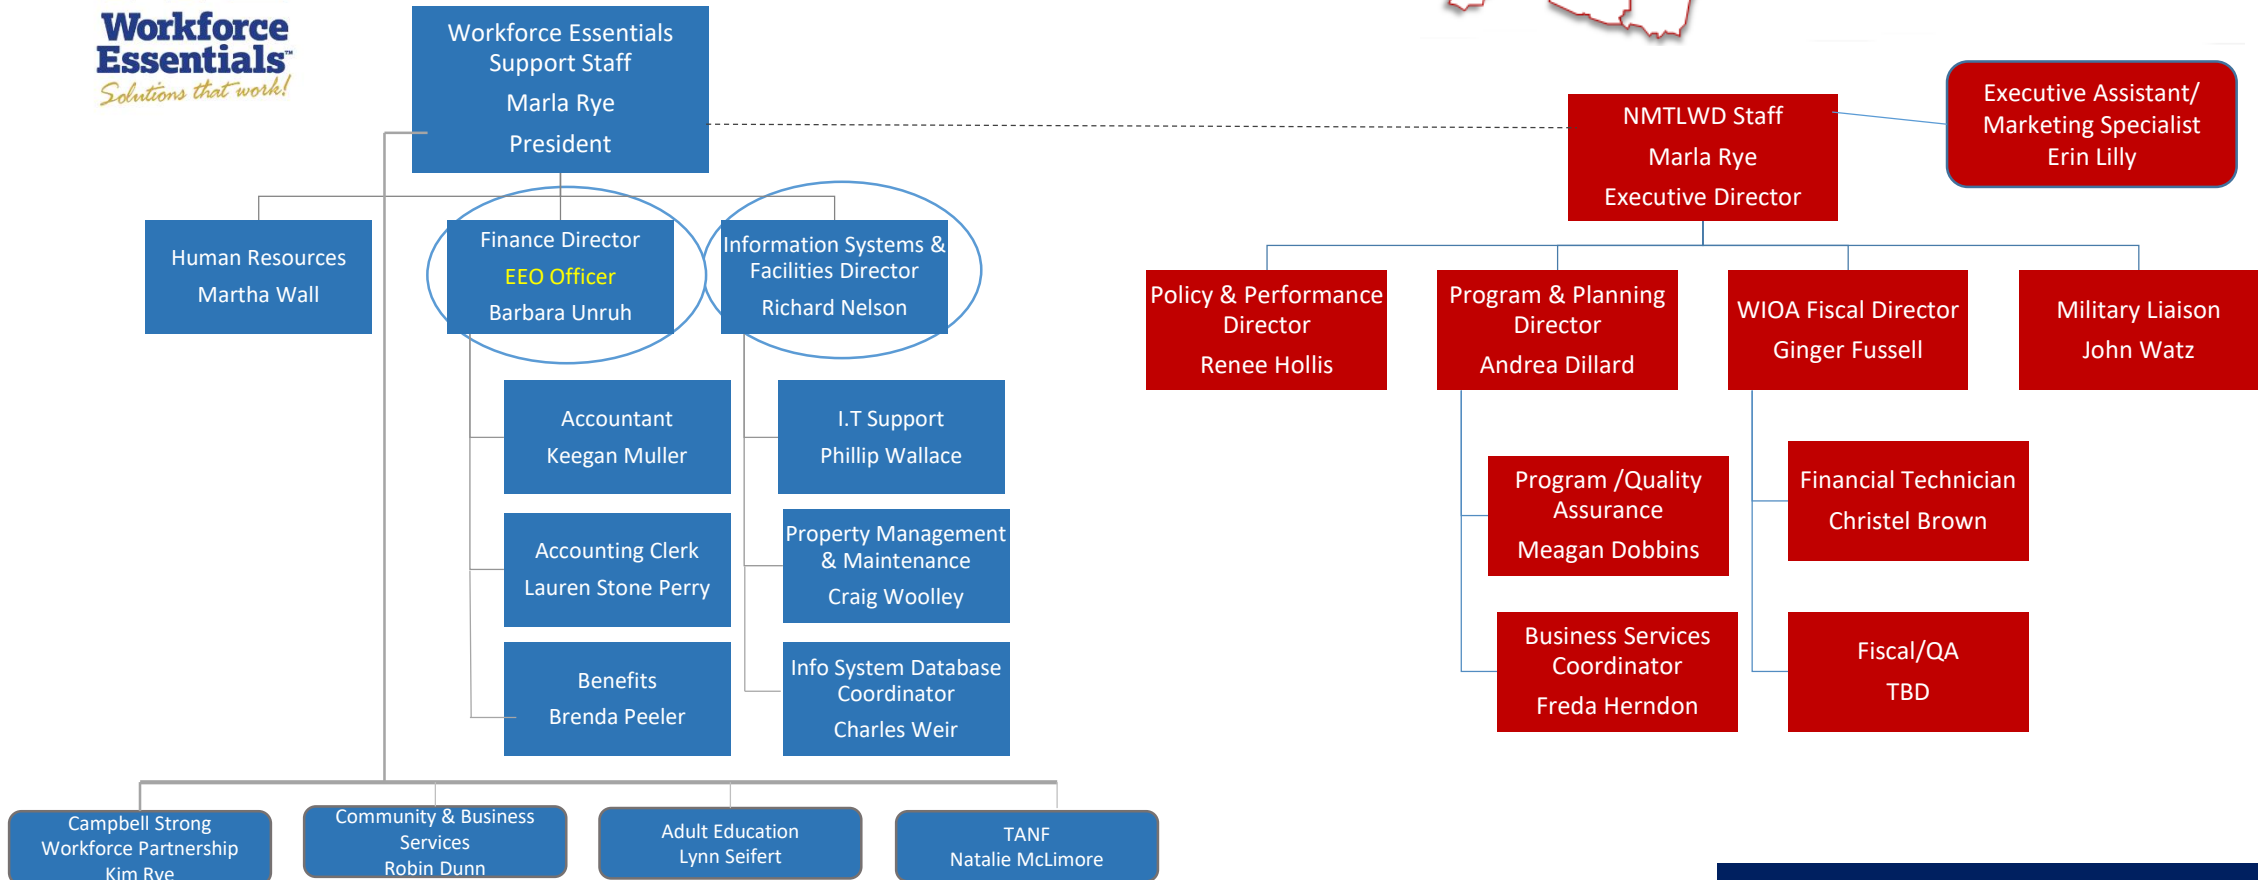 Workforce
Essentials™
Solutions that work!
Workforce Essentials
Support Staff
Marla Rye
President
NMTLWD Staff
Marla Rye
Executive Director
Executive Assistant/
Marketing Specialist
Erin Lilly
Human Resources
Martha Wall
Finance Director
EEO Officer
Barbara Unruh
Information Systems &
Facilities Director
Richard Nelson
Policy & Performance
Director
Renee Hollis
Program & Planning
Director
Andrea Dillard
WIOA Fiscal Director
Ginger Fussell
Military Liaison
John Watz
Accountant
Keegan Muller
I.T Support
Phillip Wallace
Program /Quality
Assurance
Meagan Dobbins
Financial Technician
Christel Brown
Accounting Clerk
Lauren Stone Perry
Property Management
& Maintenance
Craig Woolley
Business Services
Coordinator
Freda Herndon
Fiscal/QA
TBD
Benefits
Brenda Peeler
Info System Database
Coordinator
Charles Weir
Campbell Strong
Workforce Partnership
Kim Rye
Community & Business
Services
Robin Dunn
Adult Education
Lynn Seifert
TANF
Natalie McLimore